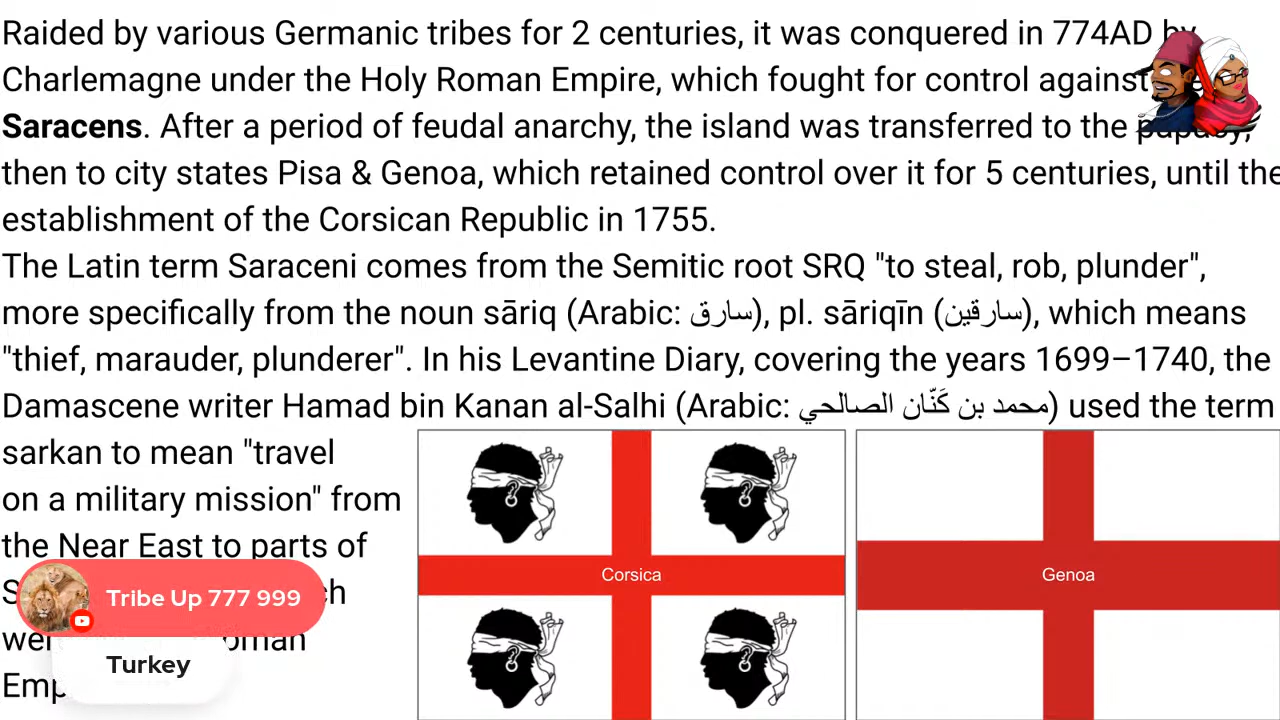 Raided by various Germanic tribes for 2 centuries, it was conquered in 774AD by
Charlemagne under the Holy Roman Empire, which fought for control against
Saracens. After a period of feudal anarchy, the island was transferred to the papacy,
then to city states Pisa & Genoa, which retained control over it for 5 centuries, until the
establishment of the Corsican Republic in 1755.
The Latin term Saraceni comes from the Semitic root SRQ "to steal, rob, plunder",
more specifically from the noun sāriq (Arabic: سارق), pl. sāriqīn (سارقين), which means
"thief, marauder, plunderer". In his Levantine Diary, covering the years 1699–1740, the
Damascene writer Hamad bin Kanan al-Salhi (Arabic: محمد بن كَنّان الصالحي) used the term
sarkan to mean "travel
on a military mission" from
the Near East to parts of
Corsica
Genoa
Tribe Up 777 999
Turkey